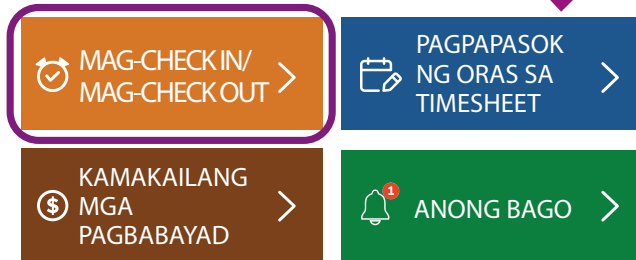 MAG-CHECK IN/
MAG-CHECK OUT
PAGPAPASOK
NG ORAS SA
TIMESHEET
KAMAKAILANG
MGA
PAGBABAYAD
1
ANONG BAGO